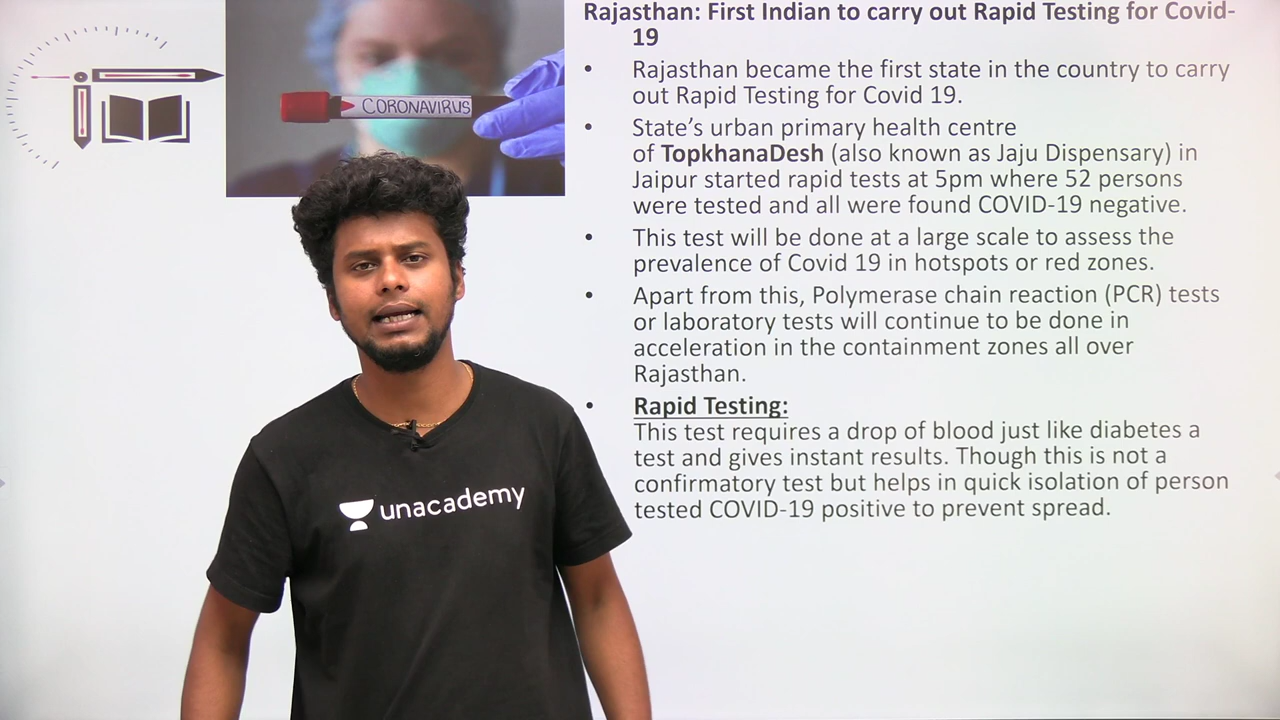 Rajasthan: First Indian to carry out Rapid Testing for Covid-
19
• Rajasthan became the first state in the country to carry
out Rapid Testing for Covid 19.
• State’s urban primary health centre
of TopkhanaDesh (also known as Jaju Dispensary) in
Jaipur started rapid tests at 5pm where 52 persons
were tested and all were found COVID-19 negative.
• This test will be done at a large scale to assess the
prevalence of Covid 19 in hotspots or red zones.
• Apart from this, Polymerase chain reaction (PCR) tests
or laboratory tests will continue to be done in
acceleration in the containment zones all over
Rajasthan.
• Rapid Testing:
This test requires a drop of blood just like diabetes a
test and gives instant results. Though this is not a
confirmatory test but helps in quick isolation of person
tested COVID-19 positive to prevent spread.
CORONAVIRUS
unacademy